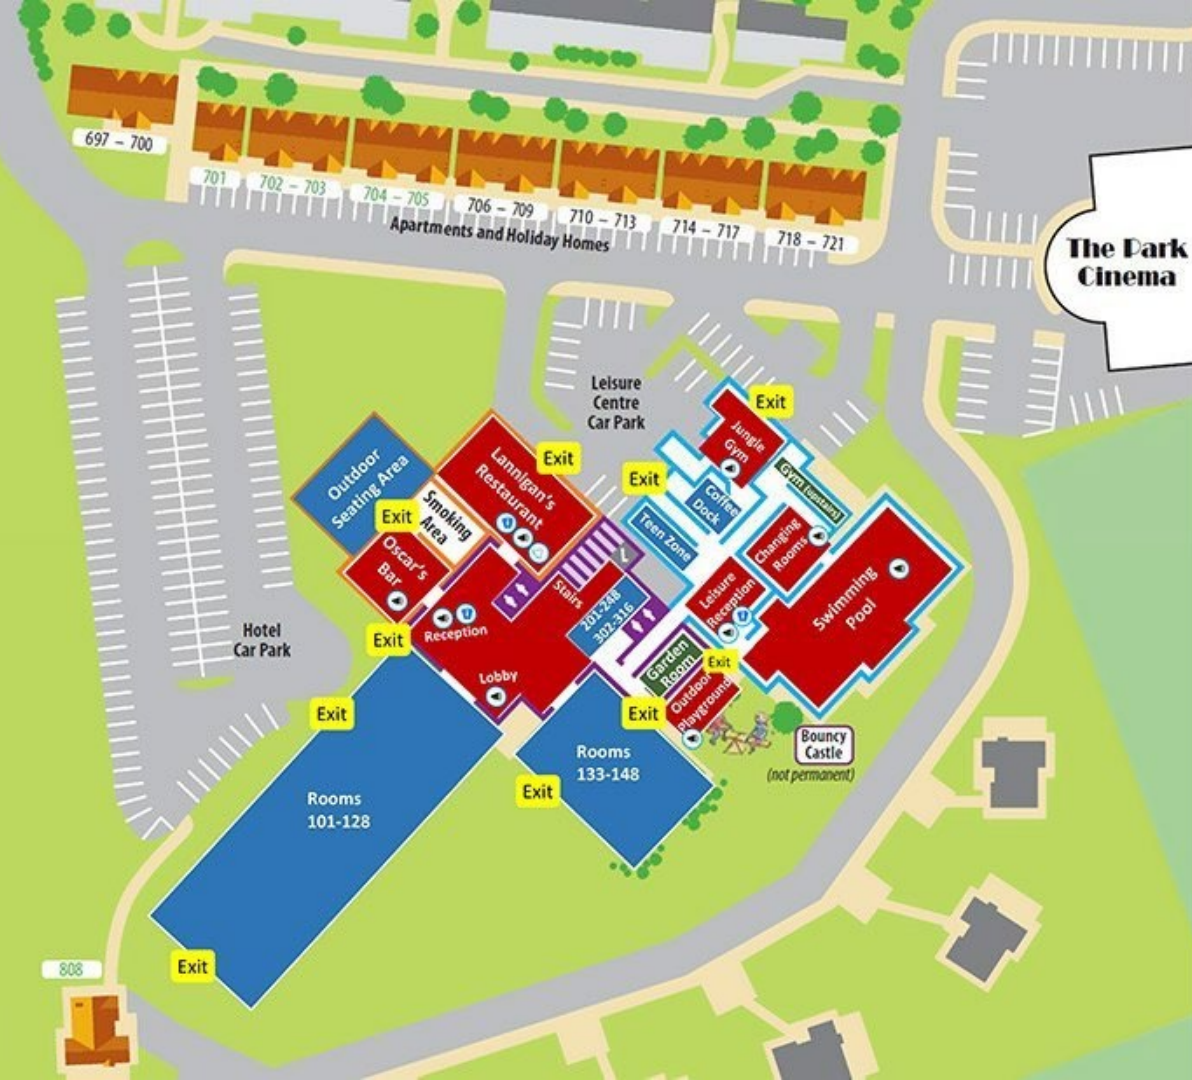 697 – 700
701
702 – 703
704 – 705
706 – 709
710 – 713
714 – 717
718 – 721
Apartments and Holiday Homes
The Park
Cinema
Leisure
Centre
Car Park
Exit
Jungle
Gym
Exit
Lannigan's
Restaurant
Exit
Outdoor
Seating Area
Exit
Smoking
Area
Coffee
Dock
Gym (upstairs)
Teen Zone
Changing
Rooms
Oscar's
Bar
Stairs
201-248
302-316
Leisure
Reception
Swimming
Pool
Hotel
Car Park
Exit
Reception
Lobby
Garden
Room
Exit
Outdoor
Playground
Exit
Exit
Rooms
133-148
Bouncy
Castle
(not permanent)
Exit
Rooms
101-128
Exit
808